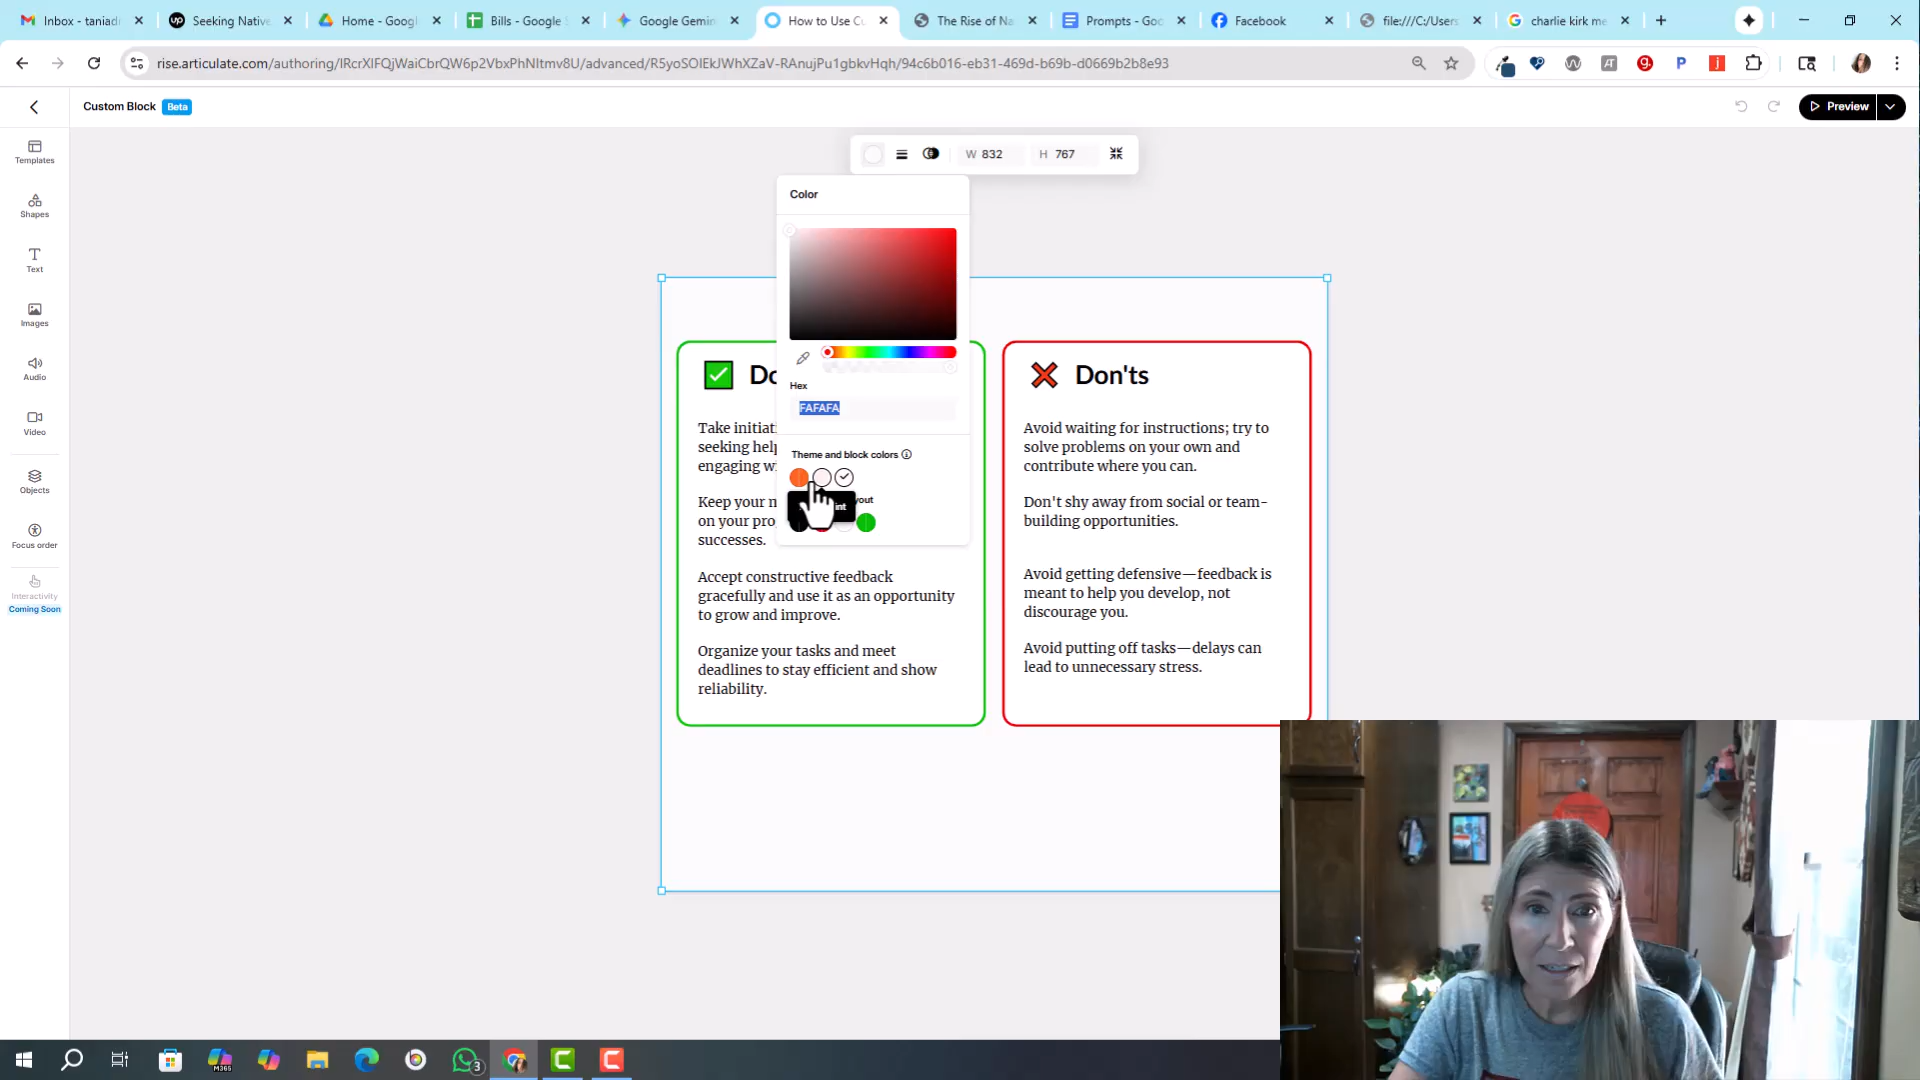 Inbox - taniadr
Seeking Native
Home - Googl
Bills - Google S
Google Gemin
How to Use Cu
The Rise of Na
Prompts - Goo
Facebook
file:///C:/Users
charlie kirk me
rise.articulate.com/authoring/IRcrXlFQjWaiCbrQW6p2VbxPhNItmv8U/advanced/R5yoSOIEkJWhXZaV-RAnujPu1gbkvHqh/94c6b016-eb31-469d-b69b-d0669b2b8e93
Custom Block Beta
Preview
Templates
Shapes
Text
Images
Audio
Video
Objects
Focus order
Interactivity
Coming Soon
W 832
H 767
Color
Hex
FAFAFA
Theme and block colors
Take initiati
seeking help
engaging w
Keep your m
on your pro
successes.
Accept constructive feedback
gracefully and use it as an opportunity
to grow and improve.
Organize your tasks and meet
deadlines to stay efficient and show
reliability.
Don'ts
Avoid waiting for instructions; try to
solve problems on your own and
contribute where you can.
Don't shy away from social or team-
building opportunities.
Avoid getting defensive—feedback is
meant to help you develop, not
discourage you.
Avoid putting off tasks—delays can
lead to unnecessary stress.
M365
3